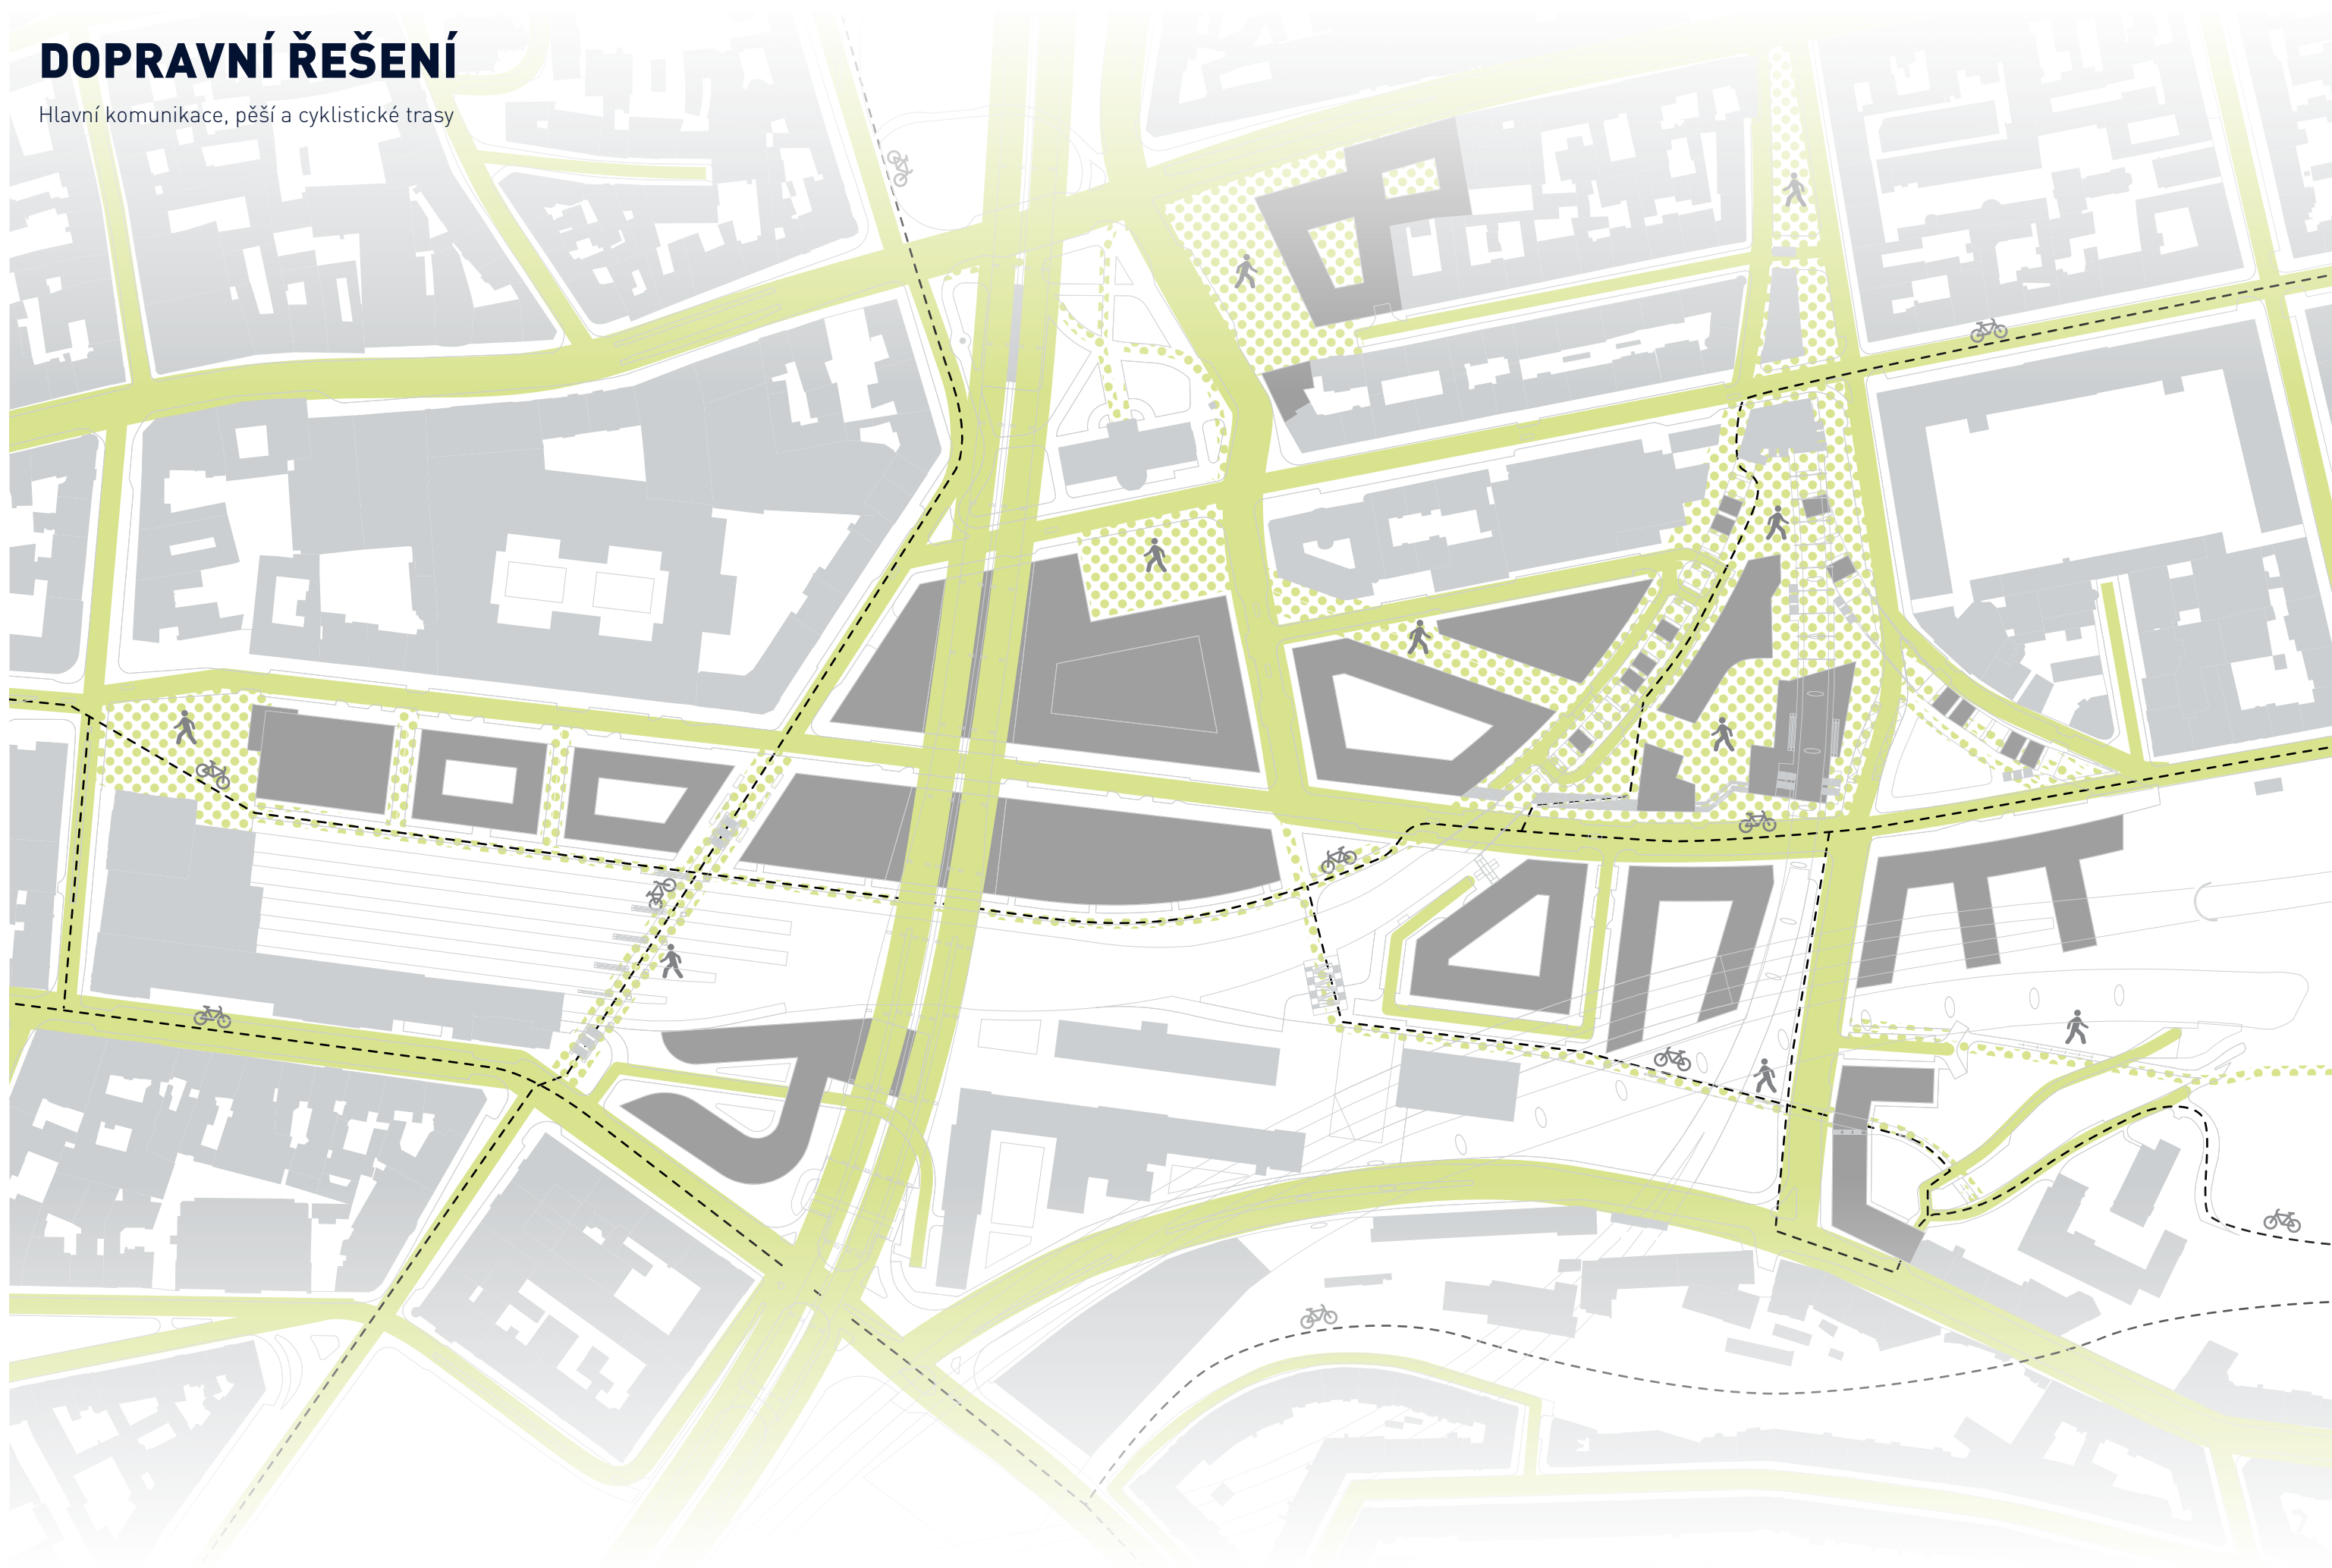 DOPRAVNÍ ŘEŠENÍ
Hlavní komunikace, pěší a cyklistické trasy